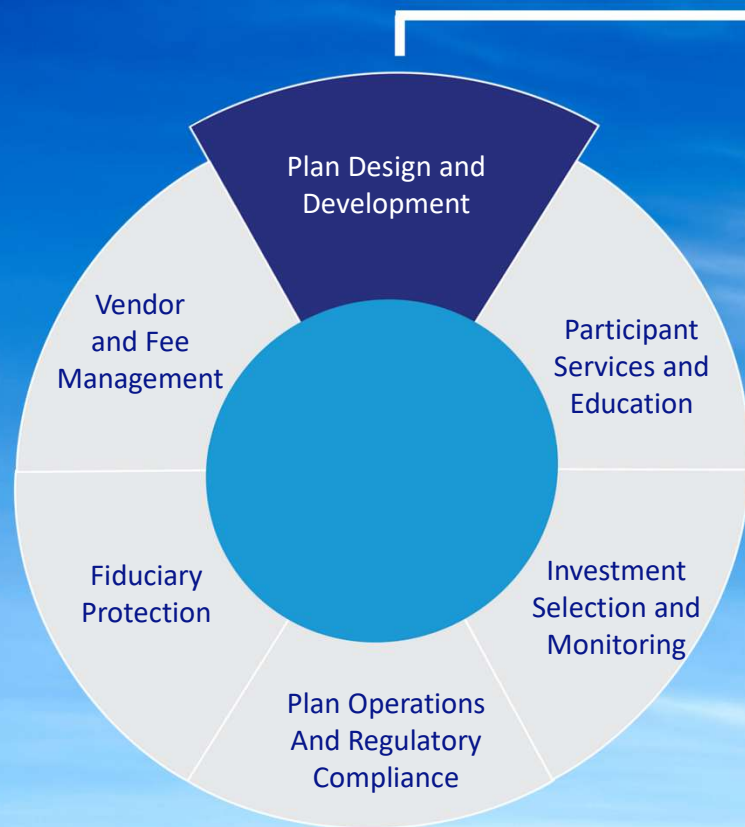 Plan Design and
Development
Participant
Services and
Education
Investment
Selection and
Monitoring
Plan Operations
And Regulatory
Compliance
Fiduciary
Protection
Vendor
and Fee
Management